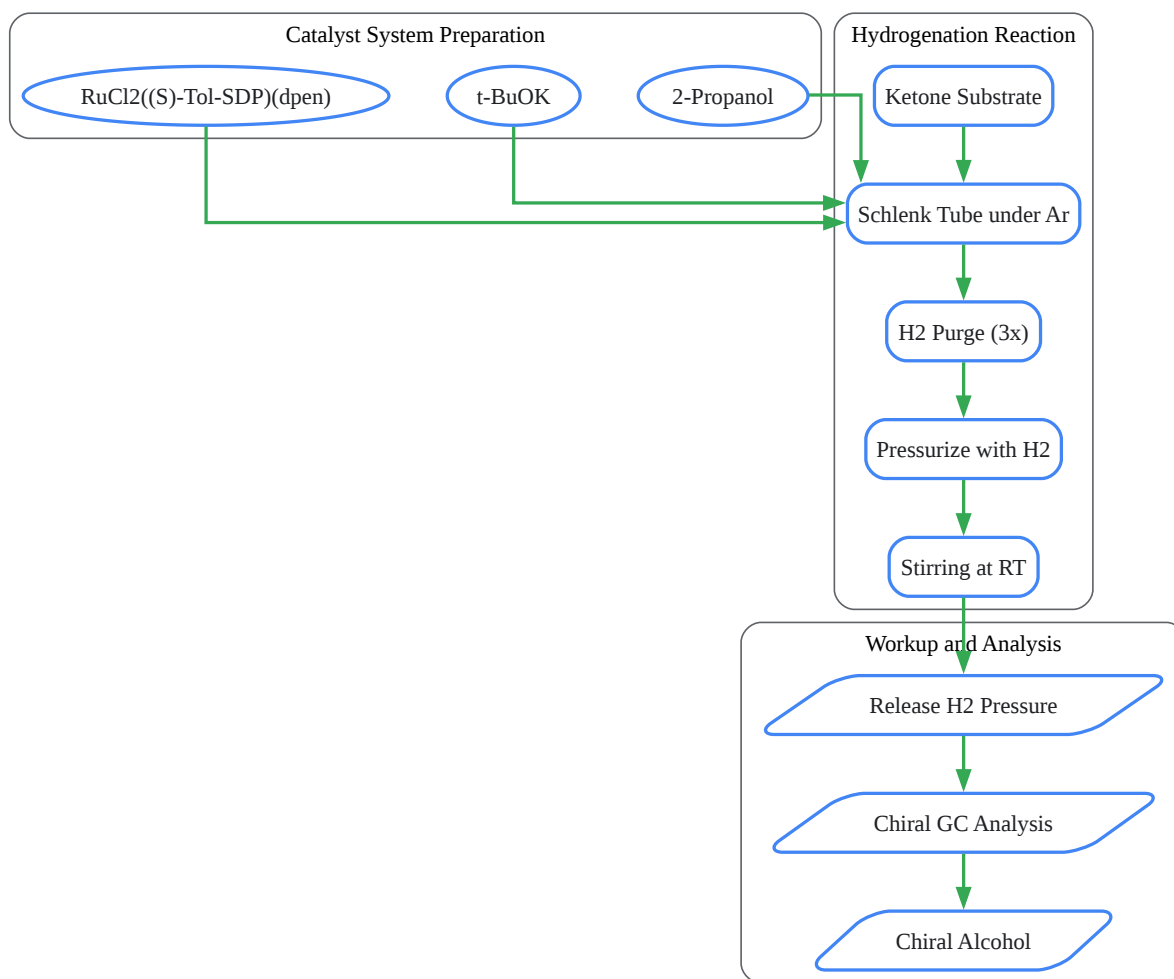 Catalyst System Preparation
RuCl2((S)-Tol-SDP)(dpen)
t-BuOK
2-Propanol
Hydrogenation Reaction
Ketone Substrate
Schlenk Tube under Ar
H2 Purge (3x)
Pressurize with H2
Stirring at RT
Workup and Analysis
Release H2 Pressure
Chiral GC Analysis
Chiral Alcohol